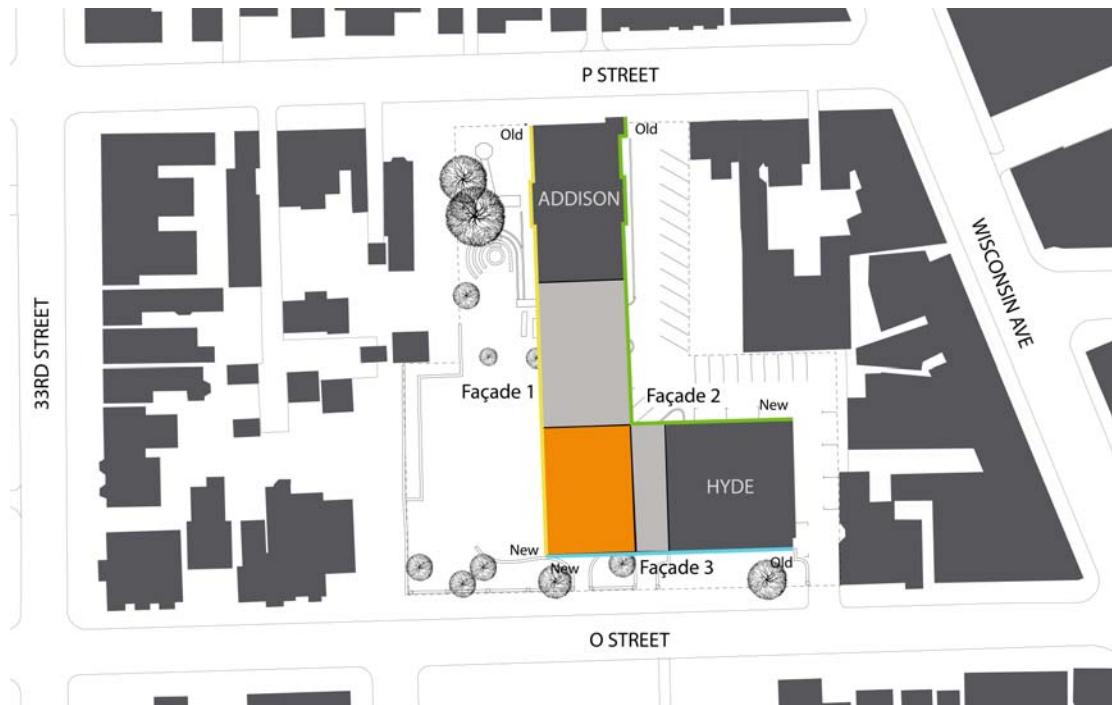 P STREET
Old
Old
ADDISON
WISCONSIN AVE
33RD STREET
Façade 1
Façade 2
New
HYDE
New
New
Façade 3
Old
O STREET